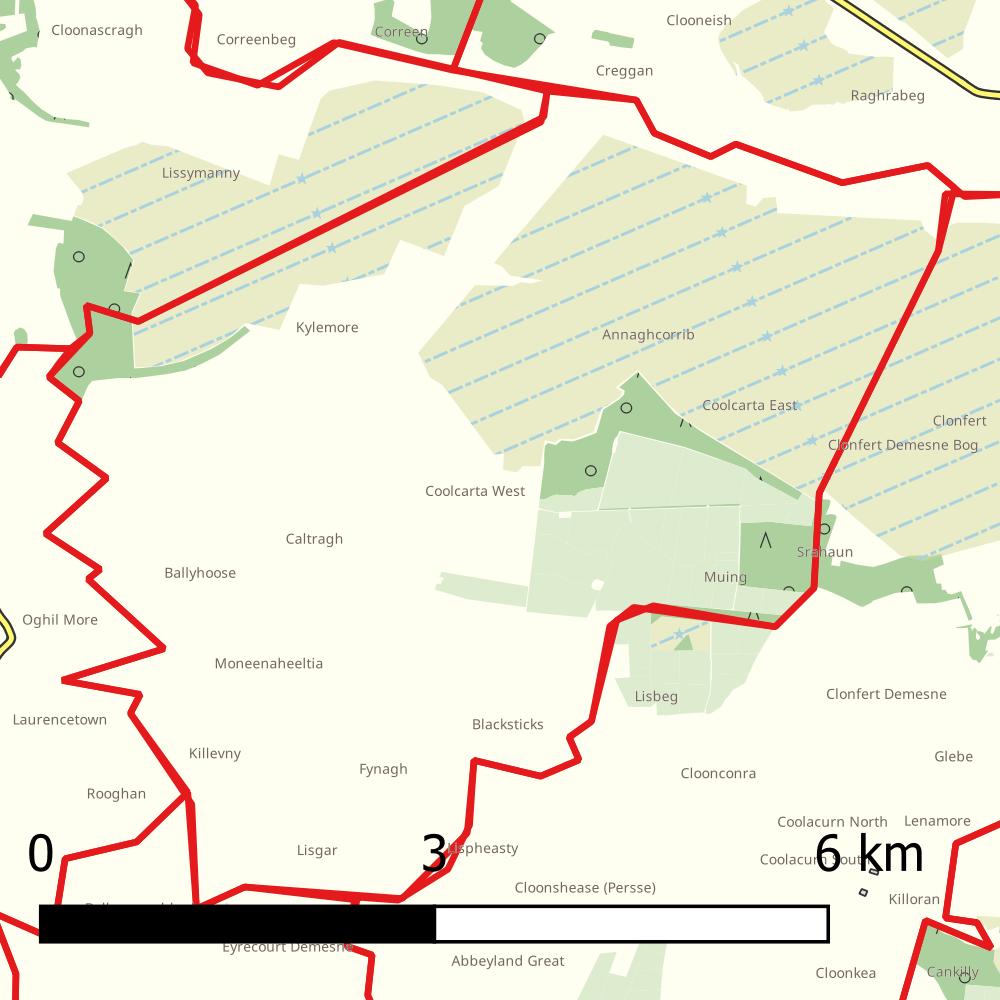 Clooneish
Cloonascragh
Correen
Correenbeg
Creggan
Raghrabeg
Lissymanny
Kylemore
Annaghcorrib
Coolcarta East
Clonfert
Clonfert Demesne Bog
Coolcarta West
Caltragh
Srahaun
Ballyhoose
Muing
Oghil More
Moneenaheeltia
Clonfert Demesne
Lisbeg
Laurencetown
Blacksticks
Killevny
Glebe
Fynagh
Cloonconra
Rooghan
Coolacurn North
Lenamore
0
3
6 km
Lisgar
Lispheasty
Coolacurn South
Cloonshease (Persse)
Killoran
Eyrecourt Demesne
Abbeyland Great
Cloonkea
Cankilly